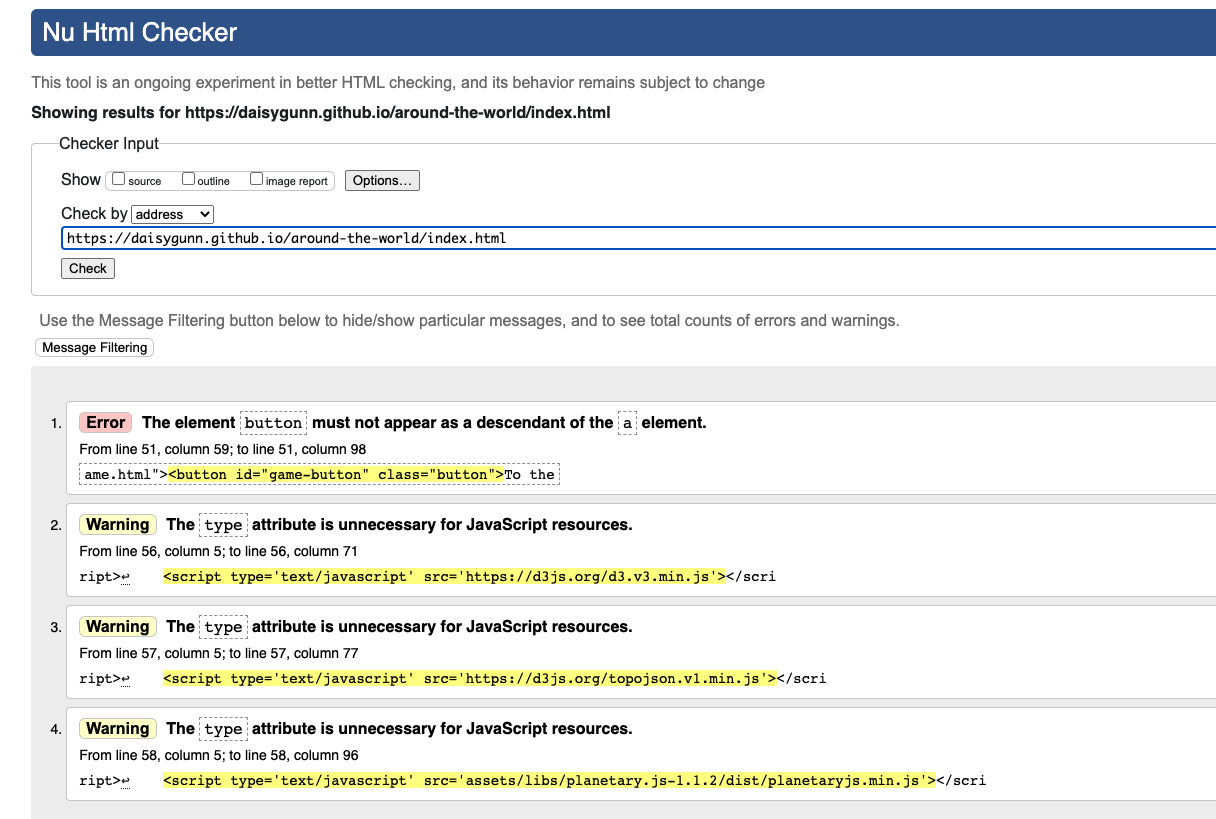 Nu Html Checker
This tool is an ongoing experiment in better HTML checking, and its behavior remains subject to change
Showing results for https://daisygunn.github.io/around-the-world/index.html
Checker Input
Show source outline image report Options...
Check by address
https://daisygunn.github.io/around-the-world/index.html
Check
Use the Message Filtering button below to hide/show particular messages, and to see total counts of errors and warnings.
Message Filtering
1. Error The element button must not appear as a descendant of the a element.
From line 51, column 59; to line 51, column 98
ame.html"><button id="game-button" class="button">To the
2. Warning The type attribute is unnecessary for JavaScript resources.
From line 56, column 5; to line 56, column 71
ript>↩ <script type='text/javascript' src='https://d3js.org/d3.v3.min.js'></scri
3. Warning The type attribute is unnecessary for JavaScript resources.
From line 57, column 5; to line 57, column 77
ript>↩ <script type='text/javascript' src='https://d3js.org/topojson.v1.min.js'></scri
4. Warning The type attribute is unnecessary for JavaScript resources.
From line 58, column 5; to line 58, column 96
ript>↩ <script type='text/javascript' src='assets/libs/planetary.js-1.1.2/dist/planetaryjs.min.js'></scri